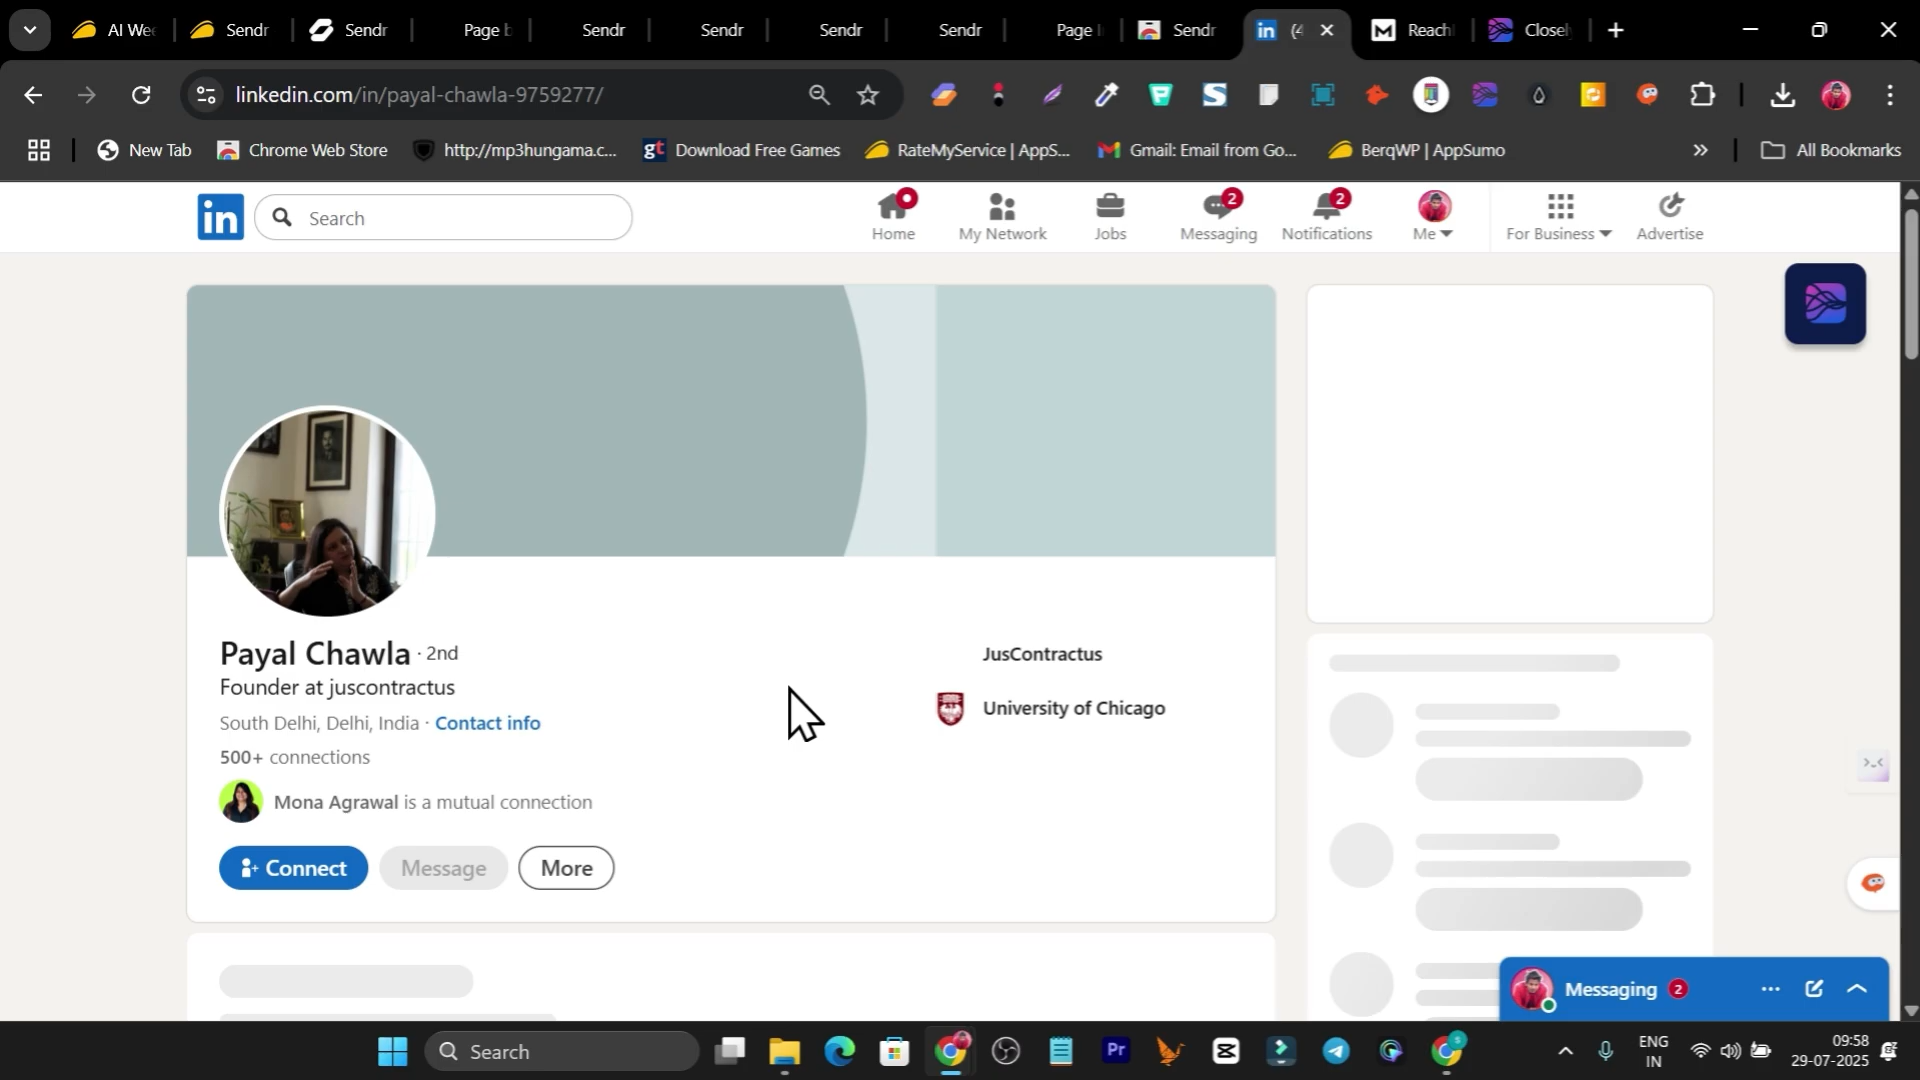 AI Wee
Sendr
Sendr
Page b
Sendr
Sendr
Sendr
Sendr
Page I
Sendr
(4
Reach
Closely
linkedin.com/in/payal-chawla-9759277/
New Tab
Chrome Web Store
http://mp3hungama.c...
Download Free Games
RateMyService | AppS...
Gmail: Email from Go...
BerqWP | AppSumo
All Bookmarks
Search
Home
My Network
Jobs
2
Messaging
2
Notifications
Me
For Business
Advertise
Payal Chawla · 2nd
Founder at juscontractus
South Delhi, Delhi, India · Contact info
500+ connections
Mona Agrawal is a mutual connection
Connect
Message
More
JusContractus
University of Chicago
Messaging 2
Search
ENG
IN
09:58
29-07-2025